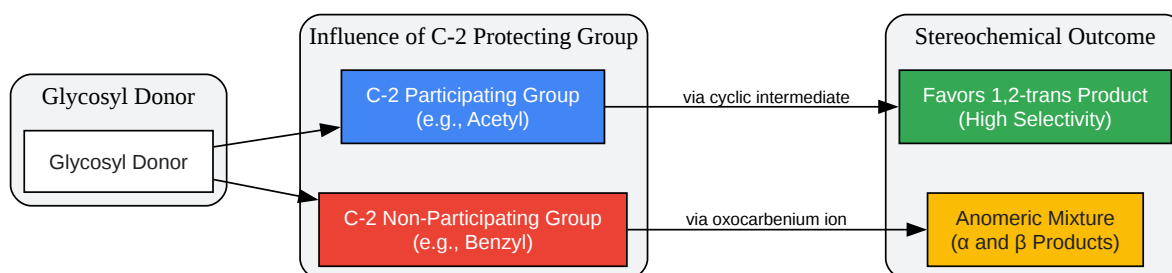 Glycosyl Donor
Glycosyl Donor
Influence of C-2 Protecting Group
C-2 Participating Group
(e.g., Acetyl)
C-2 Non-Participating Group
(e.g., Benzyl)
via cyclic intermediate
via oxocarbenium ion
Stereochemical Outcome
Favors 1,2-trans Product
(High Selectivity)
Anomeric Mixture
(α and β Products)